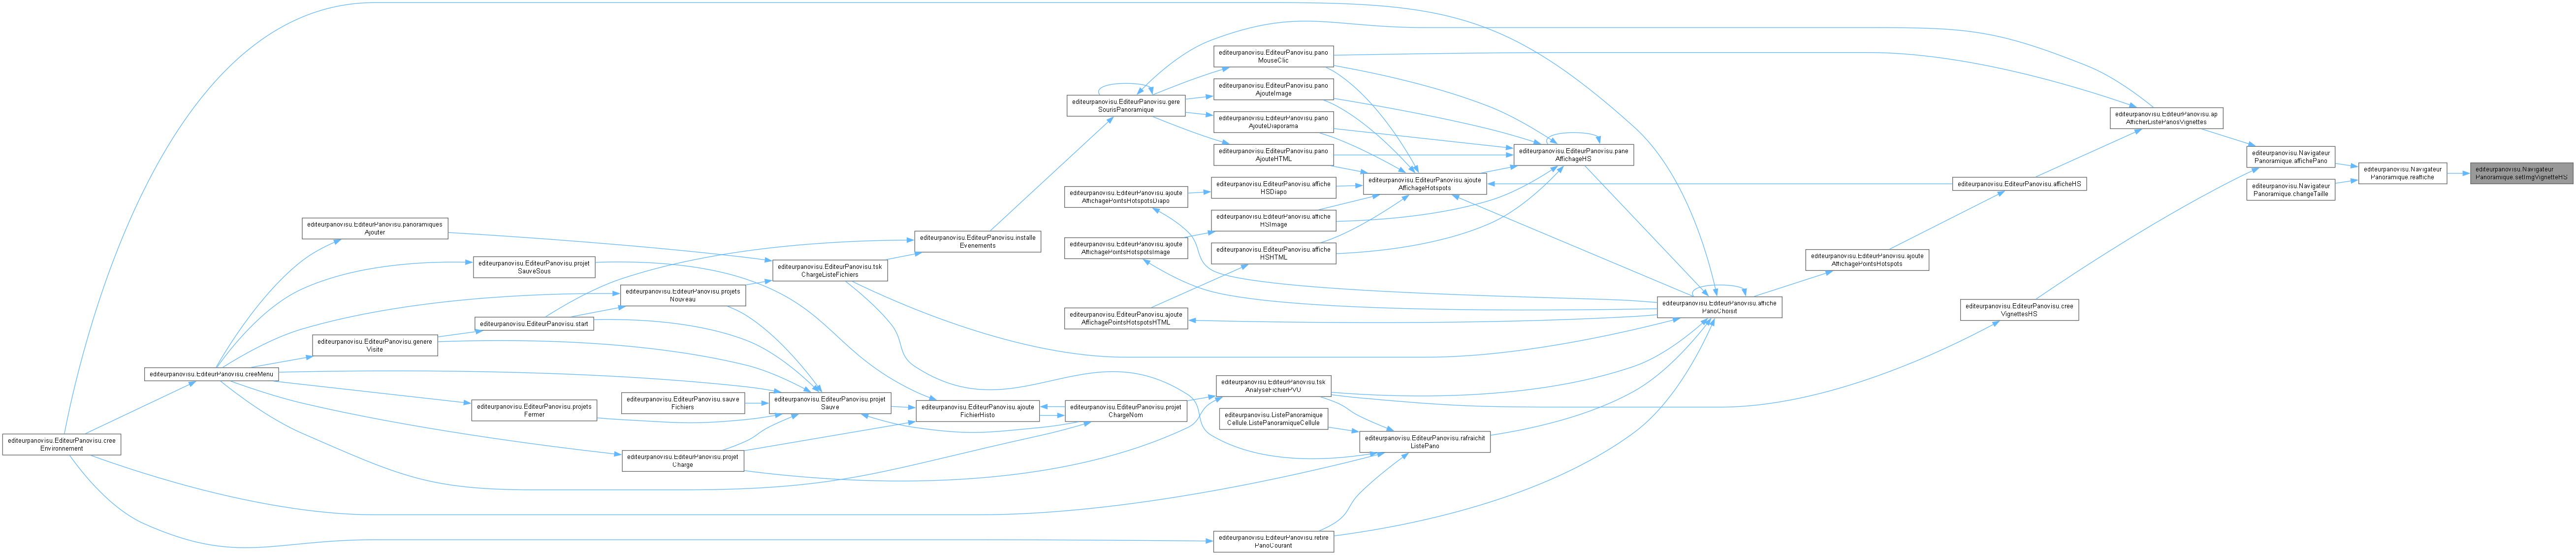 editeurpanovisu.EditeurPanovisu.cree
Environnement
editeurpanovisu.EditeurPanovisu.creeMenu
editeurpanovisu.EditeurPanovisu.panoramiques
Ajouter
editeurpanovisu.EditeurPanovisu.genere
Visite
editeurpanovisu.EditeurPanovisu.projet
SauveSous
editeurpanovisu.EditeurPanovisu.start
editeurpanovisu.EditeurPanovisu.projets
Fermer
editeurpanovisu.EditeurPanovisu.projets
Nouveau
editeurpanovisu.EditeurPanovisu.sauve
Fichiers
editeurpanovisu.EditeurPanovisu.projet
Charge
editeurpanovisu.EditeurPanovisu.tsk
ChargeListeFichiers
editeurpanovisu.EditeurPanovisu.projet
Sauve
editeurpanovisu.EditeurPanovisu.installe
Evenements
editeurpanovisu.EditeurPanovisu.ajoute
FichierHisto
editeurpanovisu.EditeurPanovisu.gere
SourisPanoramique
editeurpanovisu.EditeurPanovisu.ajoute
AffichagePointsHotspotsDiapo
editeurpanovisu.EditeurPanovisu.ajoute
AffichagePointsHotspotsImage
editeurpanovisu.EditeurPanovisu.ajoute
AffichagePointsHotspotsHTML
editeurpanovisu.EditeurPanovisu.projet
ChargeNom
editeurpanovisu.EditeurPanovisu.pano
MouseClic
editeurpanovisu.EditeurPanovisu.pano
AjouteImage
editeurpanovisu.EditeurPanovisu.pano
AjouteDiaporama
editeurpanovisu.EditeurPanovisu.pano
AjouteHTML
editeurpanovisu.EditeurPanovisu.affiche
HSDiapo
editeurpanovisu.EditeurPanovisu.affiche
HSImage
editeurpanovisu.EditeurPanovisu.affiche
HSHTML
editeurpanovisu.EditeurPanovisu.tsk
AnalyseFichierPVU
editeurpanovisu.ListePanoramique
Cellule.ListePanoramiqueCellule
editeurpanovisu.EditeurPanovisu.retire
PanoCourant
editeurpanovisu.EditeurPanovisu.ajoute
AffichageHotspots
editeurpanovisu.EditeurPanovisu.rafraichit
ListePano
editeurpanovisu.EditeurPanovisu.pane
AffichageHS
editeurpanovisu.EditeurPanovisu.affiche
PanoChoisit
editeurpanovisu.EditeurPanovisu.ajoute
AffichagePointsHotspots
editeurpanovisu.EditeurPanovisu.afficheHS
editeurpanovisu.EditeurPanovisu.cree
VignettesHS
editeurpanovisu.EditeurPanovisu.ap
AfficherListePanosVignettes
editeurpanovisu.Navigateur
Panoramique.affichePano
editeurpanovisu.Navigateur
Panoramique.changeTaille
editeurpanovisu.Navigateur
Panoramique.reaffiche
editeurpanovisu.Navigateur
Panoramique.setImgVignetteHS